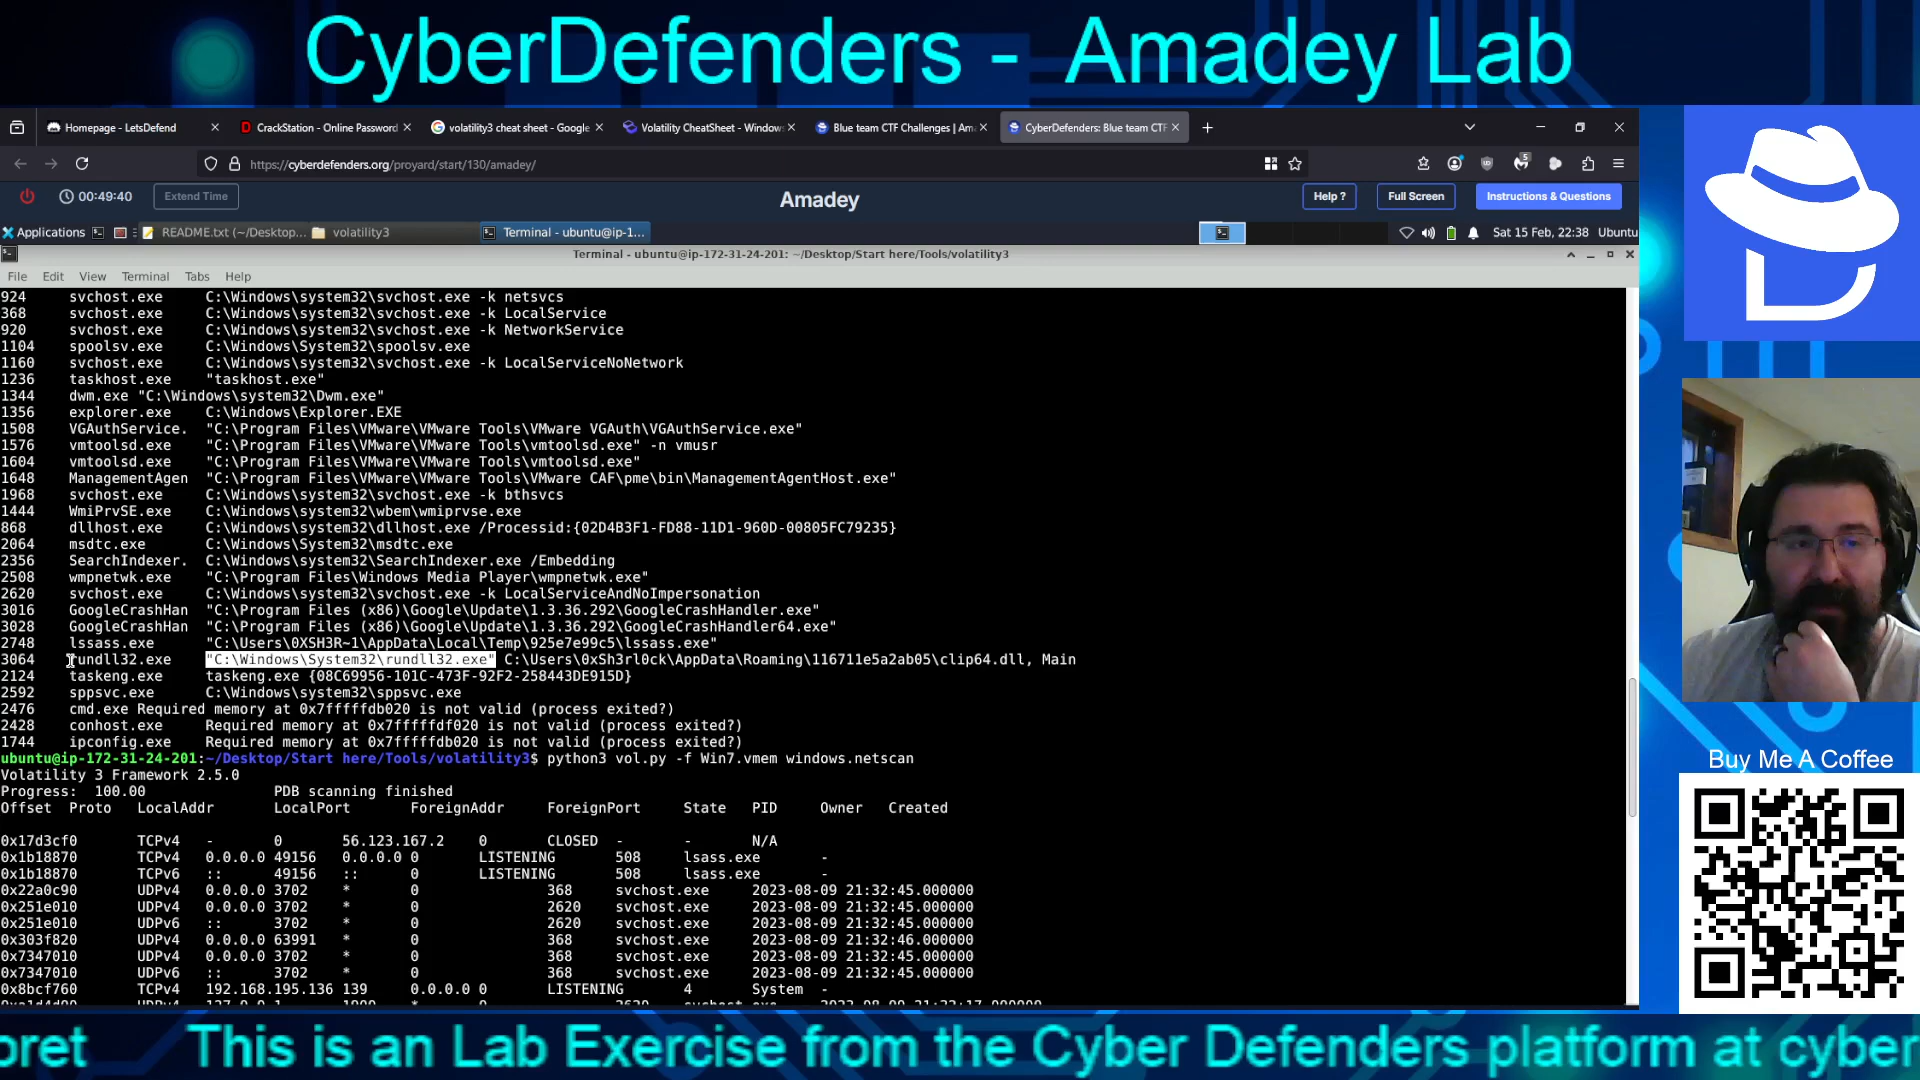 CyberDefenders - Amadey Lab
Homepage - LetsDefend
CrackStation - Online Password
volatility3 cheat sheet - Google
Volatility CheatSheet - Window
Blue team CTF Challenges | Am
CyberDefenders: Blue team CTF
https://cyberdefenders.org/proyard/start/130/amadey/
5
00:49:40
Extend Time
Amadey
Help ?
Full Screen
Instructions & Questions
Applications
README.txt (~/Desktop...
volatility3
Terminal - ubuntu@ip-1...
Sat 15 Feb, 22:38
Ubuntu
Terminal - ubuntu@ip-172-31-24-201: ~/Desktop/Start here/Tools/volatility3
File Edit View Terminal Tabs Help
924 svchost.exe C:\Windows\system32\svchost.exe -k netsvcs
368 svchost.exe C:\Windows\system32\svchost.exe -k LocalService
920 svchost.exe C:\Windows\system32\svchost.exe -k NetworkService
1104 spoolsv.exe C:\Windows\System32\spoolsv.exe
1160 svchost.exe C:\Windows\system32\svchost.exe -k LocalServiceNoNetwork
1236 taskhost.exe "taskhost.exe"
1344 dwm.exe "C:\Windows\system32\Dwm.exe"
1356 explorer.exe C:\Windows\Explorer.EXE
1508 VGAuthService. "C:\Program Files\VMware\VMware Tools\VMware VGAuth\VGAuthService.exe"
1576 vmtoolsd.exe "C:\Program Files\VMware\VMware Tools\vmtoolsd.exe" -n vmusr
1604 vmtoolsd.exe "C:\Program Files\VMware\VMware Tools\vmtoolsd.exe"
1648 ManagementAgen "C:\Program Files\VMware\VMware Tools\VMware CAF\pme\bin\ManagementAgentHost.exe"
1968 svchost.exe C:\Windows\system32\svchost.exe -k bthsvcs
1444 WmiPrvSE.exe C:\Windows\system32\wbem\wmiprvse.exe
868 dllhost.exe C:\Windows\system32\dllhost.exe /Processid:{02D4B3F1-FD88-11D1-960D-00805FC79235}
2064 msdtc.exe C:\Windows\System32\msdtc.exe
2356 SearchIndexer. C:\Windows\system32\SearchIndexer.exe /Embedding
2508 wmpnetwk.exe "C:\Program Files\Windows Media Player\wmpnetwk.exe"
2620 svchost.exe C:\Windows\system32\svchost.exe -k LocalServiceAndNoImpersonation
3016 GoogleCrashHan "C:\Program Files (x86)\Google\Update\1.3.36.292\GoogleCrashHandler.exe"
3028 GoogleCrashHan "C:\Program Files (x86)\Google\Update\1.3.36.292\GoogleCrashHandler64.exe"
2748 lssass.exe "C:\Users\0XSH3R~1\AppData\Local\Temp\925e7e99c5\lssass.exe"
3064 rundll32.exe "C:\Windows\System32\rundll32.exe" C:\Users\0xSh3rl0ck\AppData\Roaming\116711e5a2ab05\clip64.dll, Main
2124 taskeng.exe taskeng.exe {08C69956-101C-473F-92F2-258443DE915D}
2592 sppsvc.exe C:\Windows\system32\sppsvc.exe
2476 cmd.exe Required memory at 0x7fffffdb020 is not valid (process exited?)
2428 conhost.exe Required memory at 0x7fffffdf020 is not valid (process exited?)
1744 ipconfig.exe Required memory at 0x7fffffdb020 is not valid (process exited?)
ubuntu@ip-172-31-24-201:~/Desktop/Start here/Tools/volatility3$ python3 vol.py -f Win7.vmem windows.netscan
Volatility 3 Framework 2.5.0
Progress: 100.00 PDB scanning finished
Offset Proto LocalAddr LocalPort ForeignAddr ForeignPort State PID Owner Created
0x17d3cf0 TCPv4 - 0 56.123.167.2 0 CLOSED - - N/A
0x1b18870 TCPv4 0.0.0.0 49156 0.0.0.0 0 LISTENING 508 lsass.exe -
0x1b18870 TCPv6 :: 49156 :: 0 LISTENING 508 lsass.exe -
0x22a0c90 UDPv4 0.0.0.0 3702 * 0 368 svchost.exe 2023-08-09 21:32:45.000000
0x251e010 UDPv4 0.0.0.0 3702 * 0 2620 svchost.exe 2023-08-09 21:32:45.000000
0x251e010 UDPv6 :: 3702 * 0 2620 svchost.exe 2023-08-09 21:32:45.000000
0x303f820 UDPv4 0.0.0.0 63991 * 0 368 svchost.exe 2023-08-09 21:32:46.000000
0x7347010 UDPv4 0.0.0.0 3702 * 0 368 svchost.exe 2023-08-09 21:32:45.000000
0x7347010 UDPv6 :: 3702 * 0 368 svchost.exe 2023-08-09 21:32:45.000000
0x8bcf760 TCPv4 192.168.195.136 139 0.0.0.0 0 LISTENING 4 System -
Buy Me A Coffee
pret This is an Lab Exercise from the Cyber Defenders platform at cyber